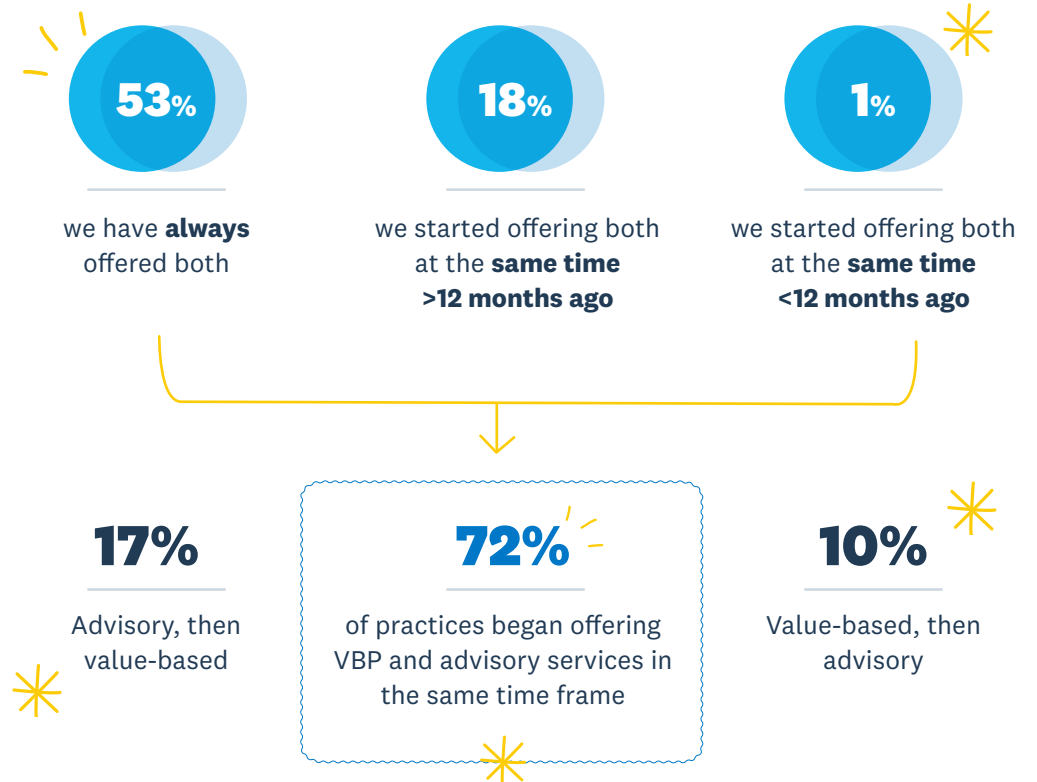 53%
we have always
offered both
18%
we started offering both
at the same time
>12 months ago
1%
we started offering both
at the same time
<12 months ago
17%
Advisory, then
value-based
72%
of practices began offering
VBP and advisory services in
the same time frame
10%
Value-based, then
advisory